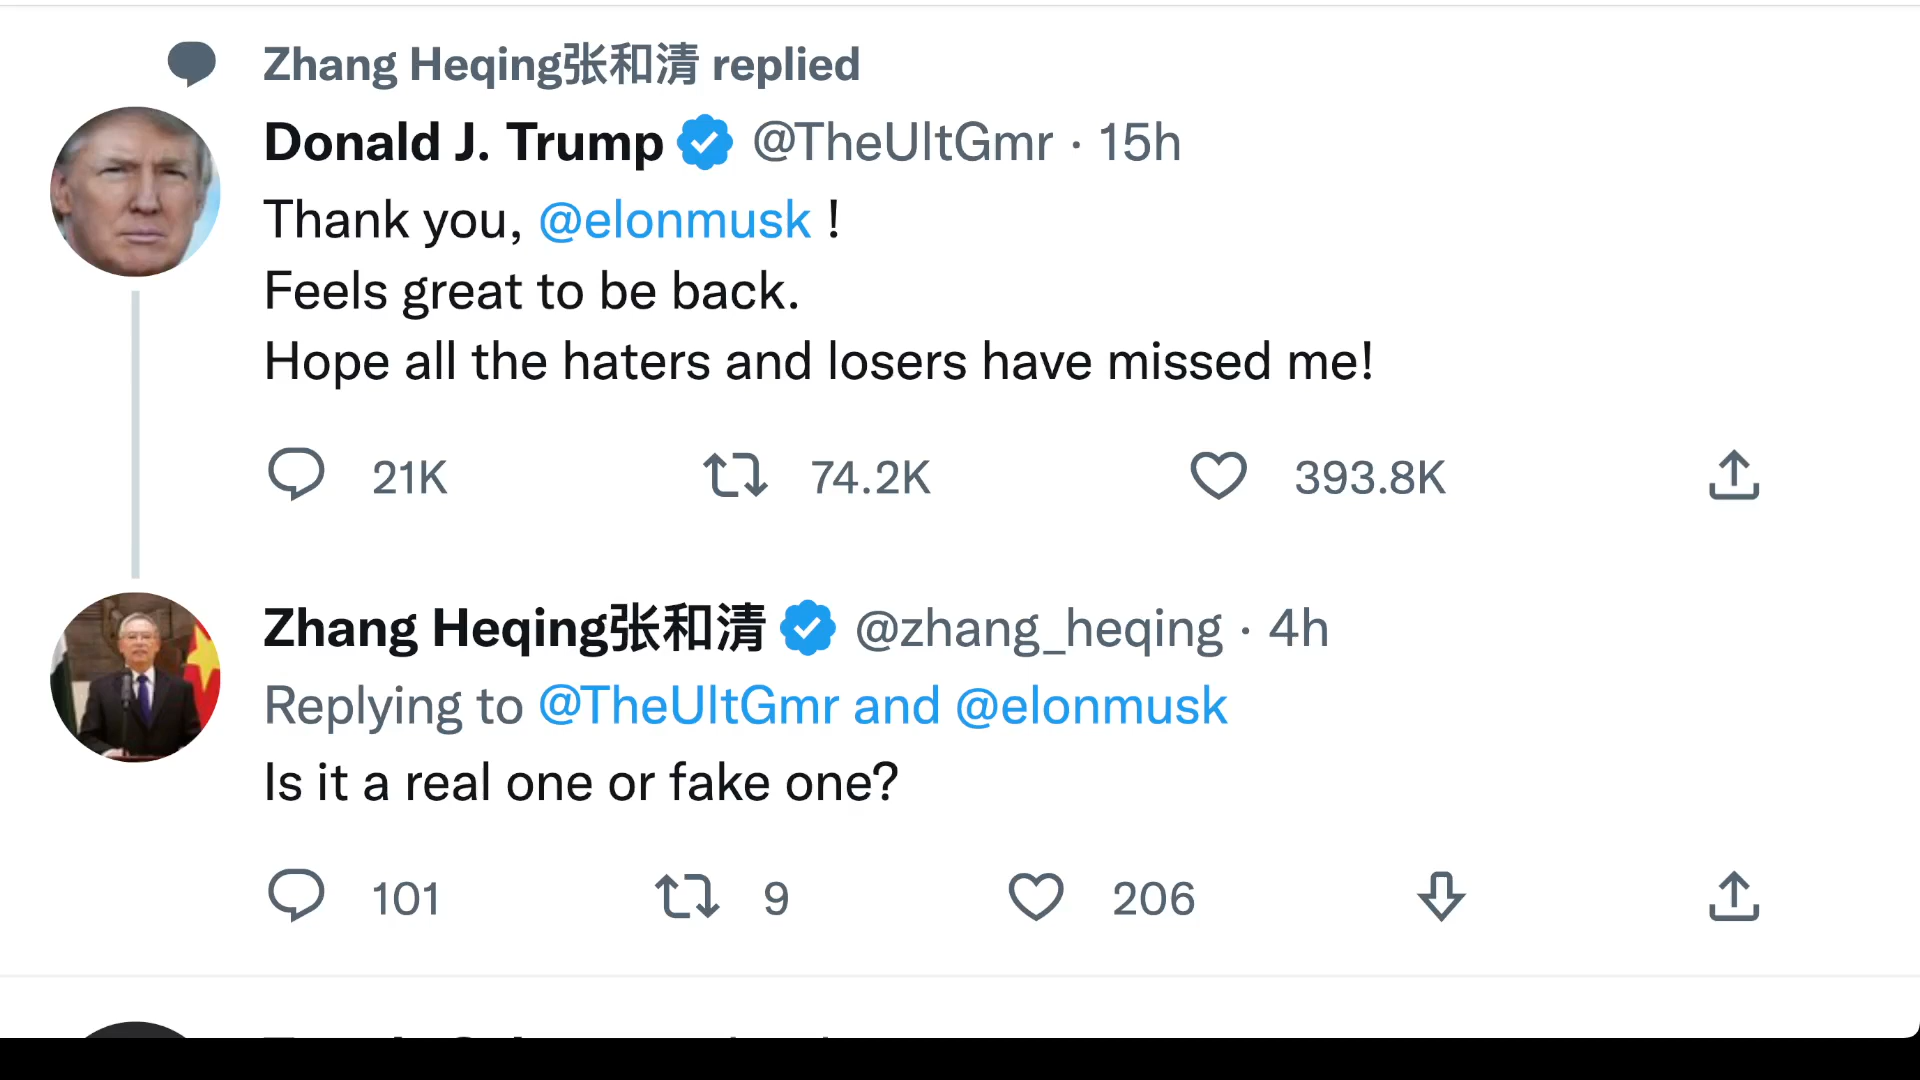 Zhang Heqing张和清 replied
Donald J. Trump @TheUltGmr · 15h
Thank you, @elonmusk !
Feels great to be back.
Hope all the haters and losers have missed me!
21K 74.2K 393.8K
Zhang Heqing张和清 @zhang_heqing · 4h
Replying to @TheUltGmr and @elonmusk
Is it a real one or fake one?
101 9 206